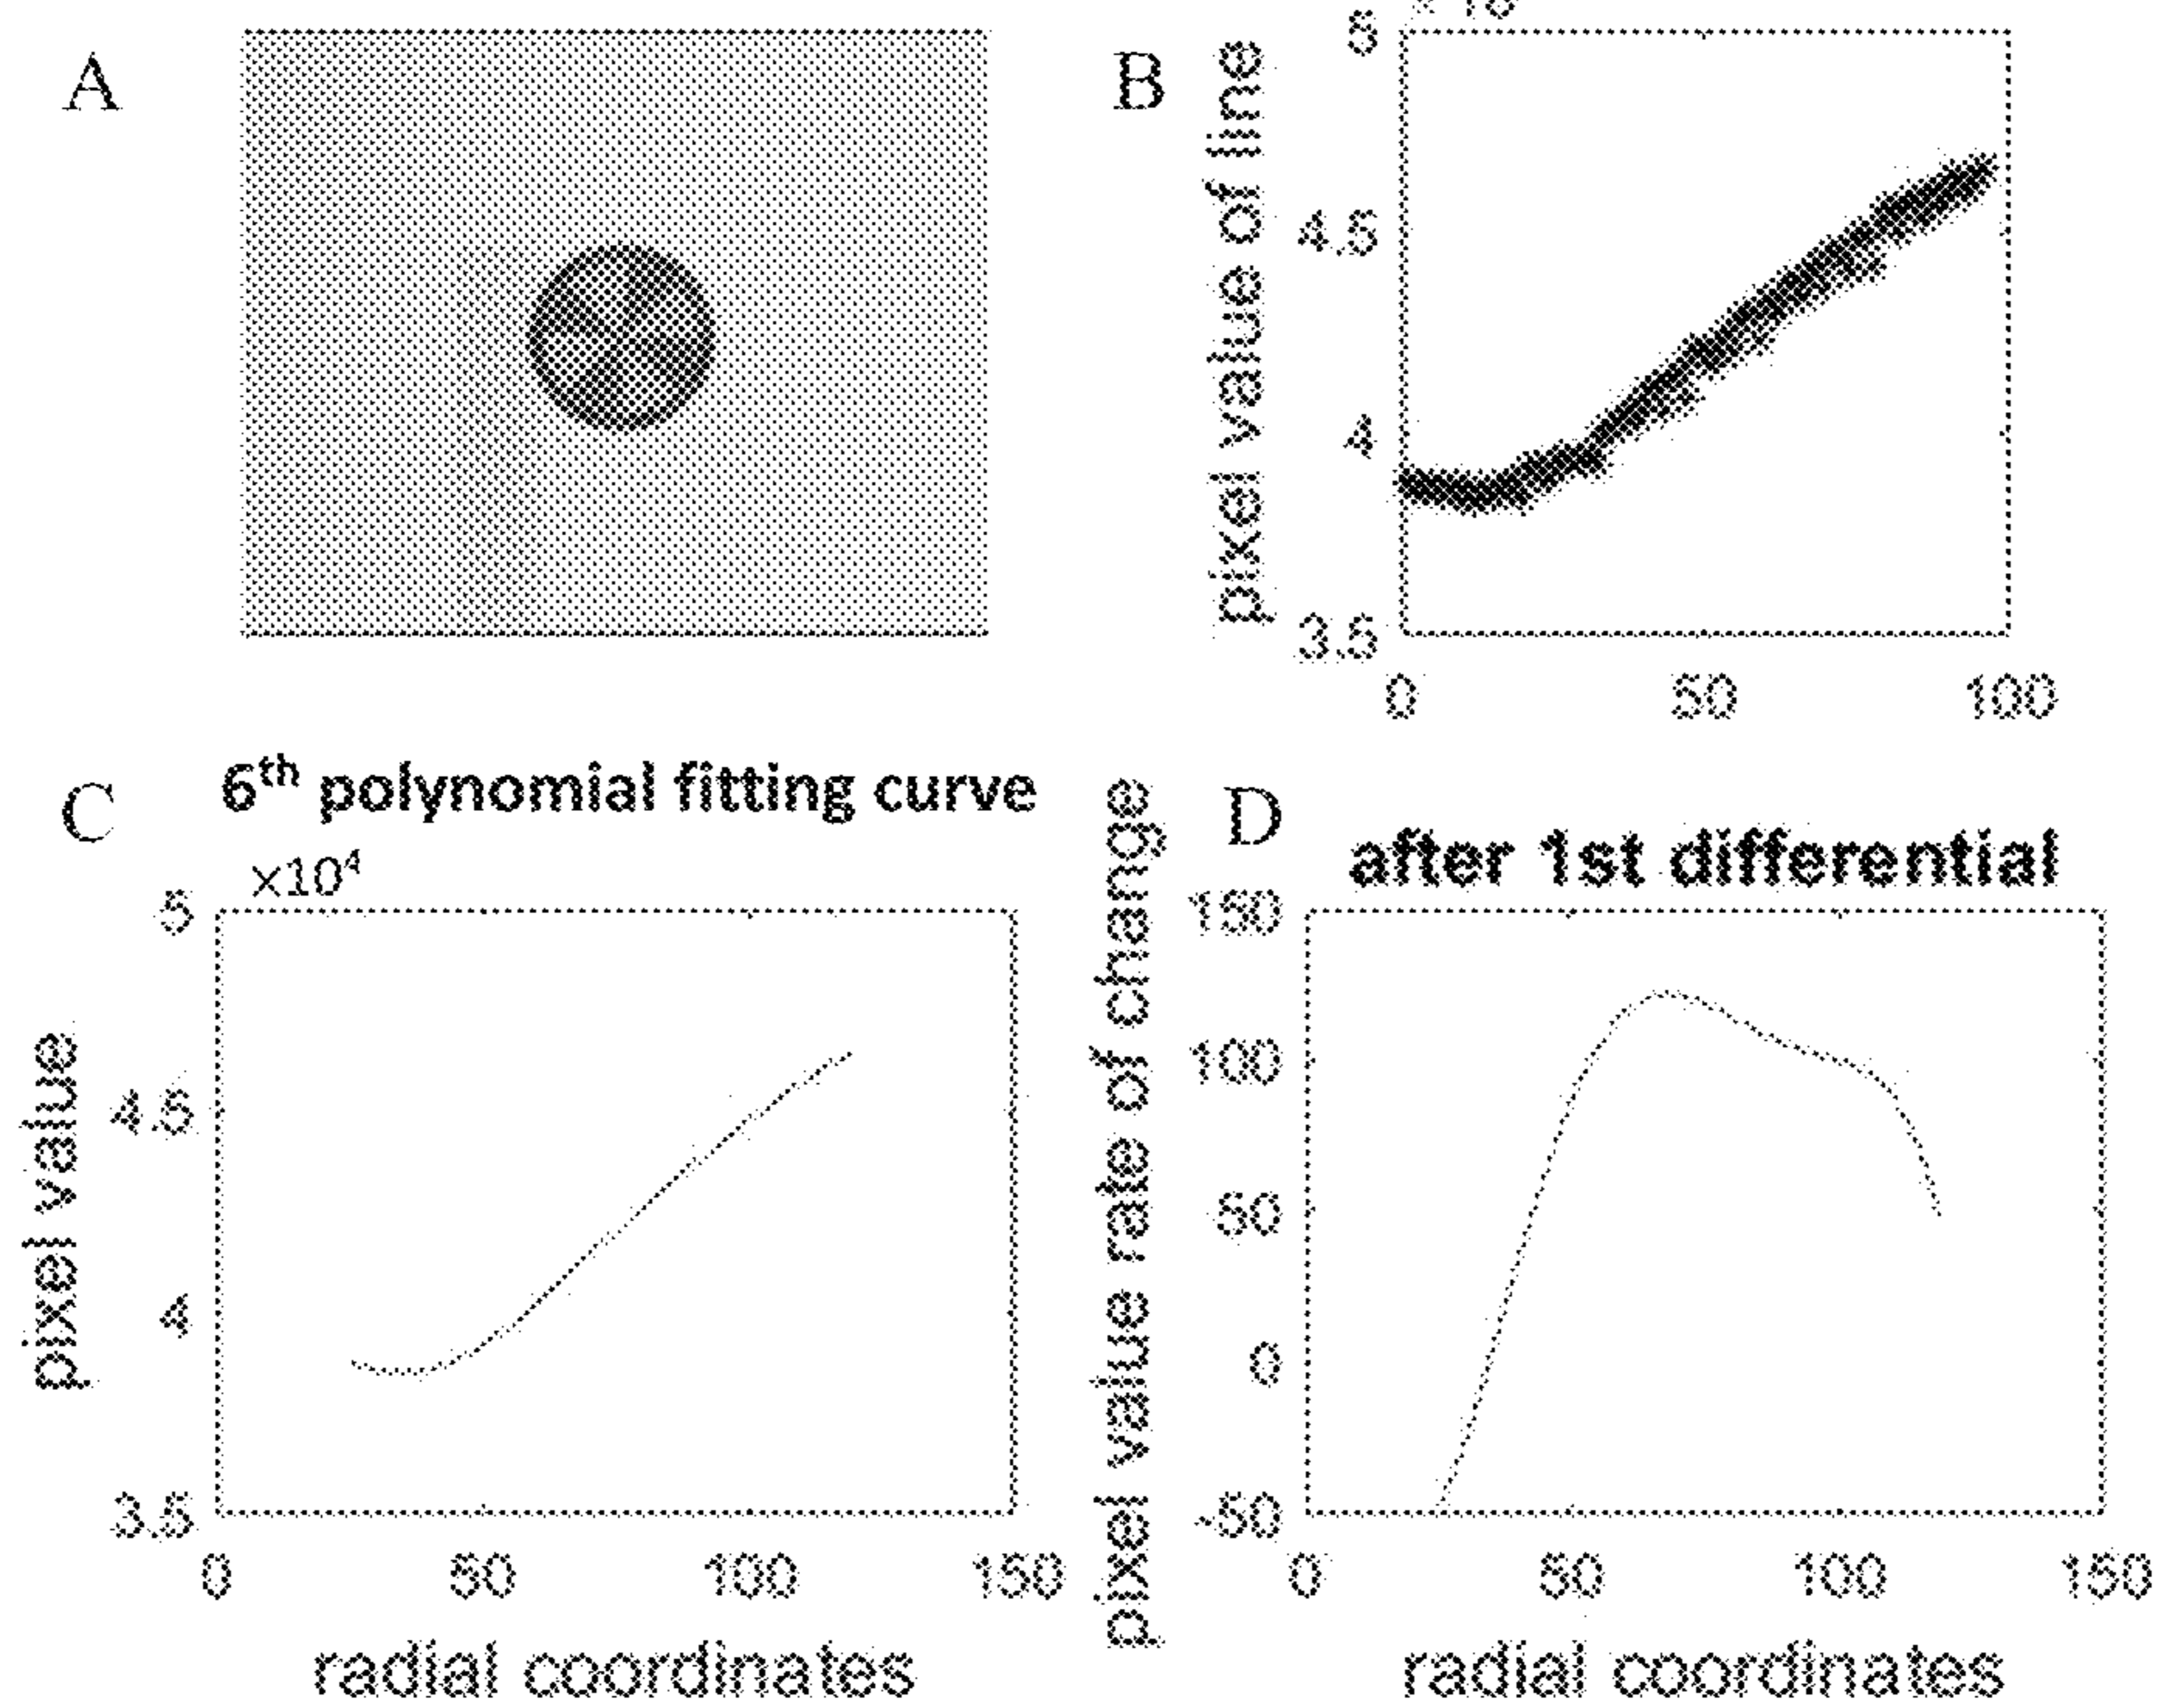 A
B
pixel value of line
5
4.5
4
3.5
0 50 100
C
6th polynomial fitting curve
×10⁴
pixel value
5
4.5
4
3.5
0 50 100 150
radial coordinates
D
after 1st differential
pixel value rate of change
150
100
50
0
-50
0 50 100 150
radial coordinates